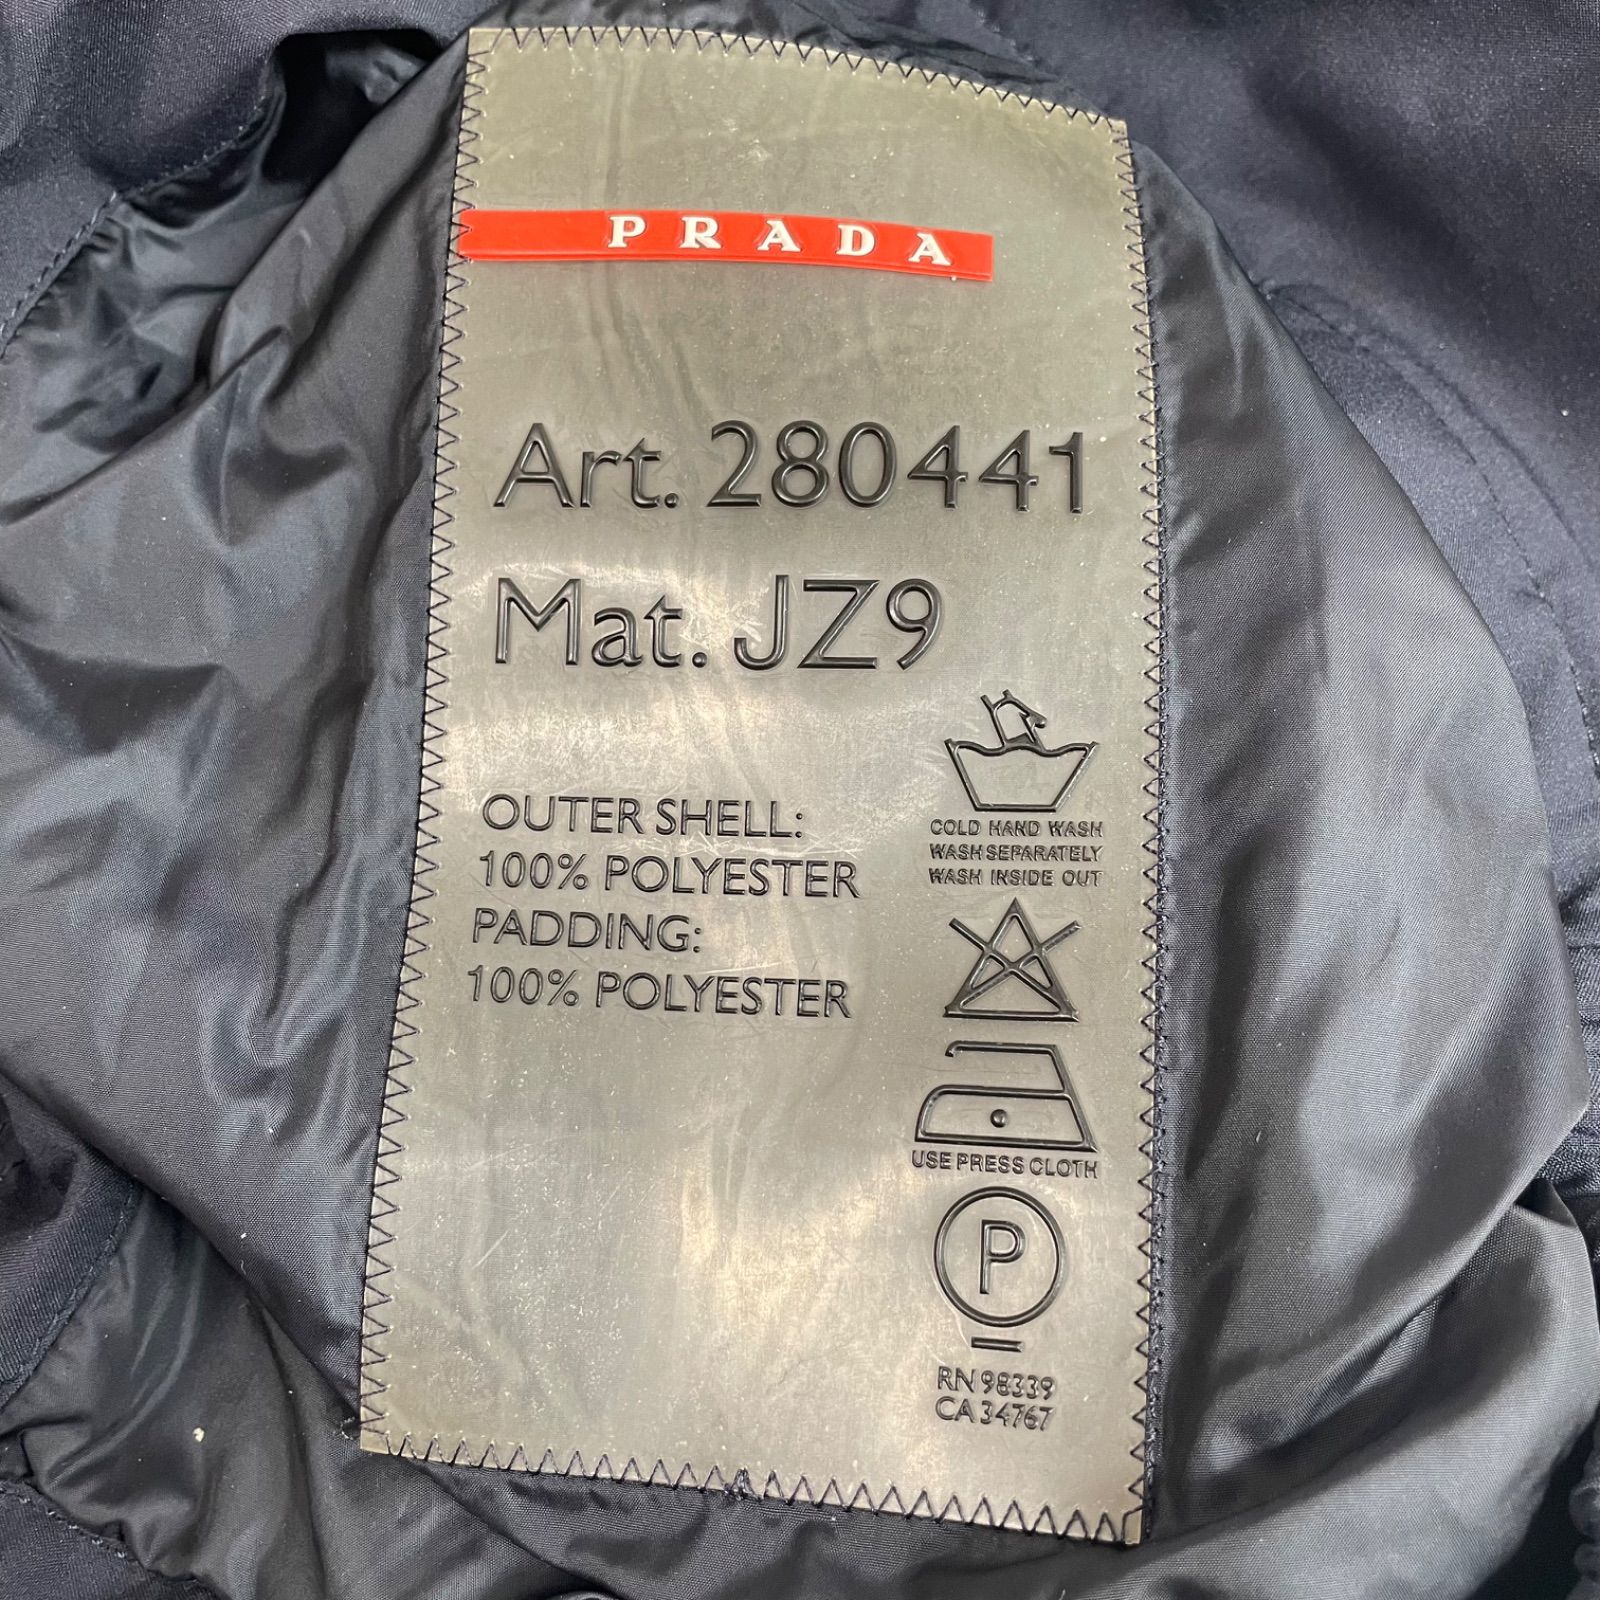 PRADA
Art. 280441
Mat. JZ9
OUTER SHELL:
100% POLYESTER
PADDING:
100% POLYESTER
COLD HAND WASH
WASH SEPARATELY
WASH INSIDE OUT
USE PRESS CLOTH
P
RN 98339
CA 34767